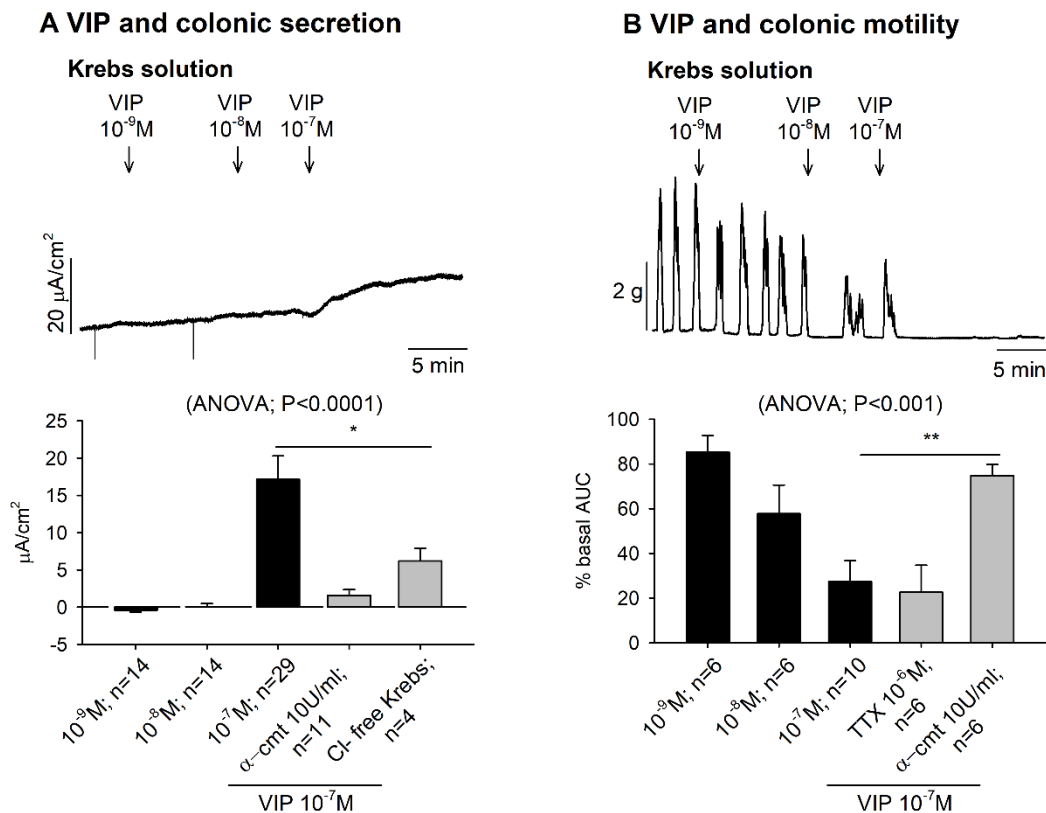 A VIP and colonic secretion
Krebs solution
VIP
10⁻⁹M
VIP
10⁻⁸M
VIP
10⁻⁷M
20 μA/cm²
5 min
(ANOVA; P<0.0001)
*
25
20
15
10
5
0
-5
μA/cm²
10⁻⁹M; n=14
10⁻⁸M; n=14
10⁻⁷M; n=29
α−cmt 10U/ml;
n=11
Cl- free Krebs;
n=4
VIP 10⁻⁷M
B VIP and colonic motility
Krebs solution
VIP
10⁻⁹M
VIP
10⁻⁸M
VIP
10⁻⁷M
2 g
5 min
(ANOVA; P<0.001)
**
100
80
60
40
20
0
% basal AUC
10⁻⁹M; n=6
10⁻⁸M; n=6
10⁻⁷M; n=10
TTX 10⁻⁶M;
n=6
α−cmt 10U/ml;
n=6
VIP 10⁻⁷M